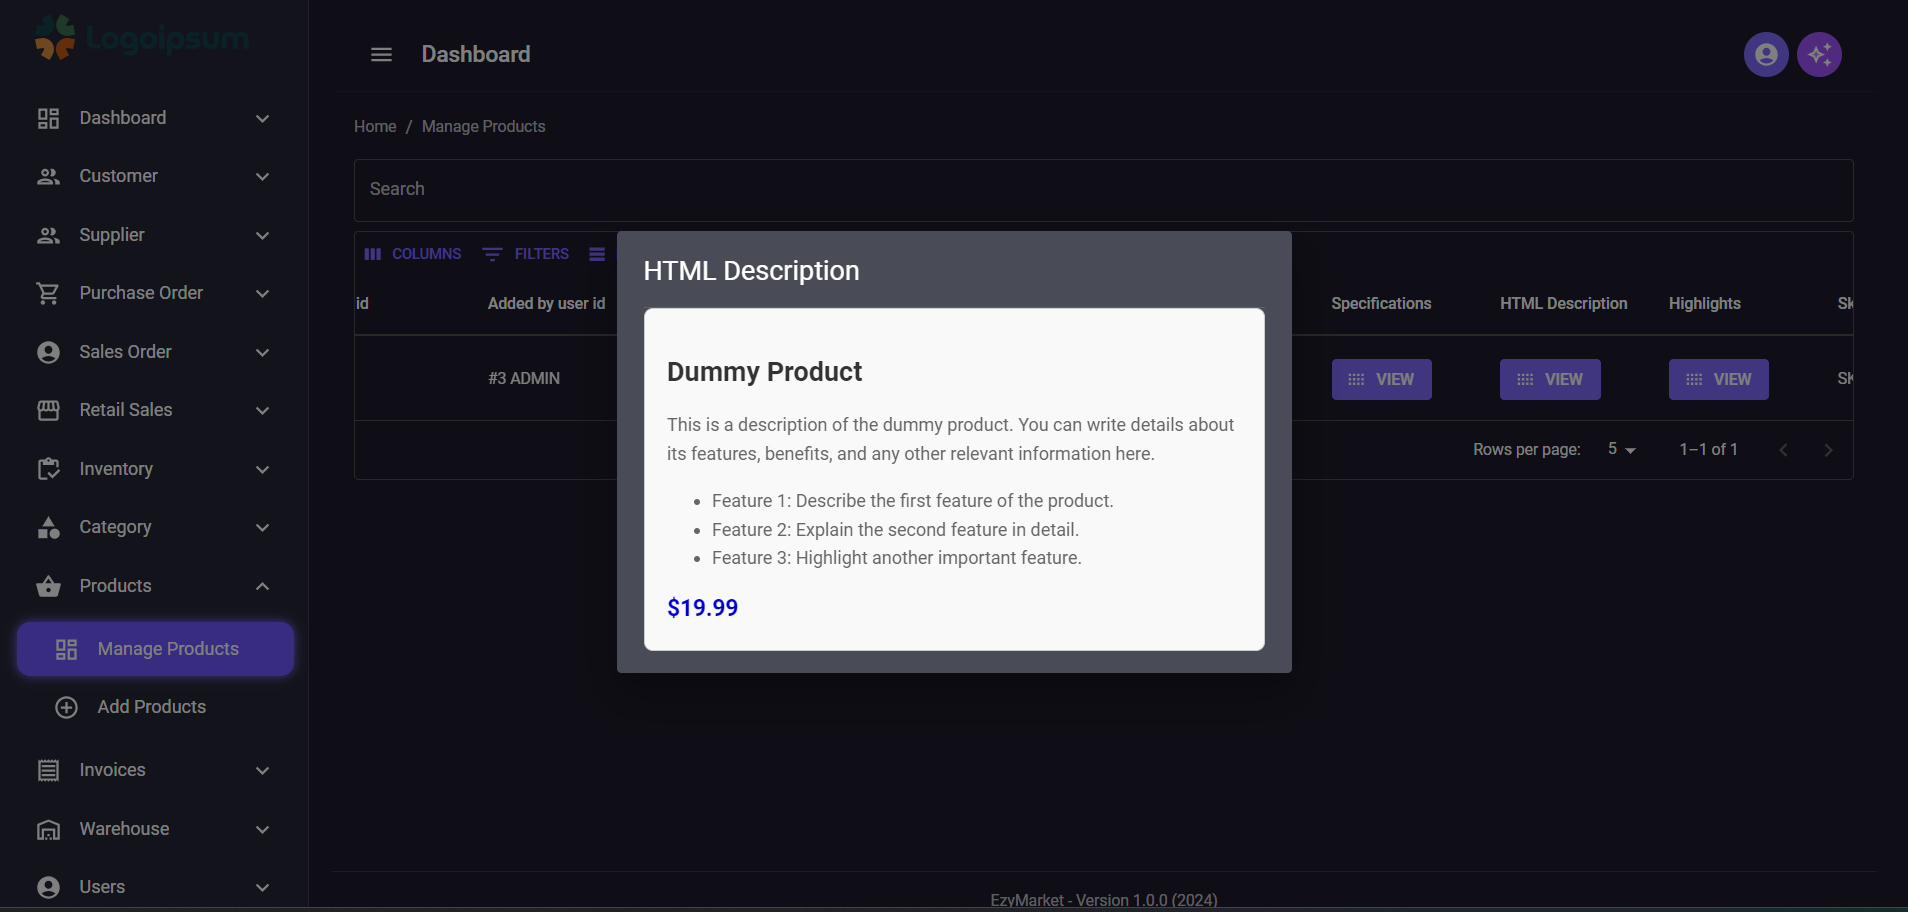 Logoipsum
Dashboard
Home / Manage Products
Search
Dashboard
Customer
Supplier
Purchase Order
Sales Order
Retail Sales
Inventory
Category
Products
Manage Products
Add Products
Invoices
Warehouse
Users
COLUMNS FILTERS
id Added by user id Specifications HTML Description Highlights
#3 ADMIN VIEW VIEW VIEW
Rows per page: 5 1–1 of 1
HTML Description
Dummy Product
This is a description of the dummy product. You can write details about
its features, benefits, and any other relevant information here.
• Feature 1: Describe the first feature of the product.
• Feature 2: Explain the second feature in detail.
• Feature 3: Highlight another important feature.
$19.99
EzyMarket - Version 1.0.0 (2024)